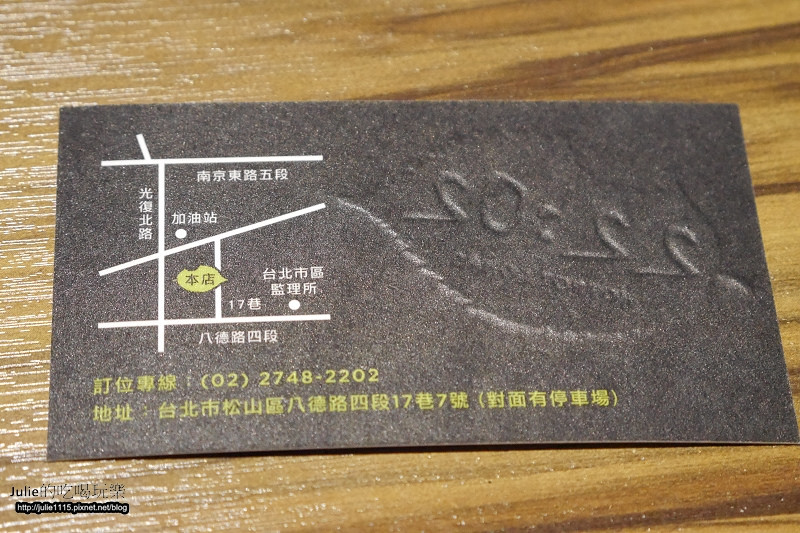 南京東路五段
光復北路
加油站
本店
台北市區
監理所
17巷
八德路四段
訂位專線：(02) 2748-2202
地址：台北市松山區八德路四段17巷7號 (對面有停車場)
Julie的吃喝玩樂
http://julie1115.pixnet.net/blog